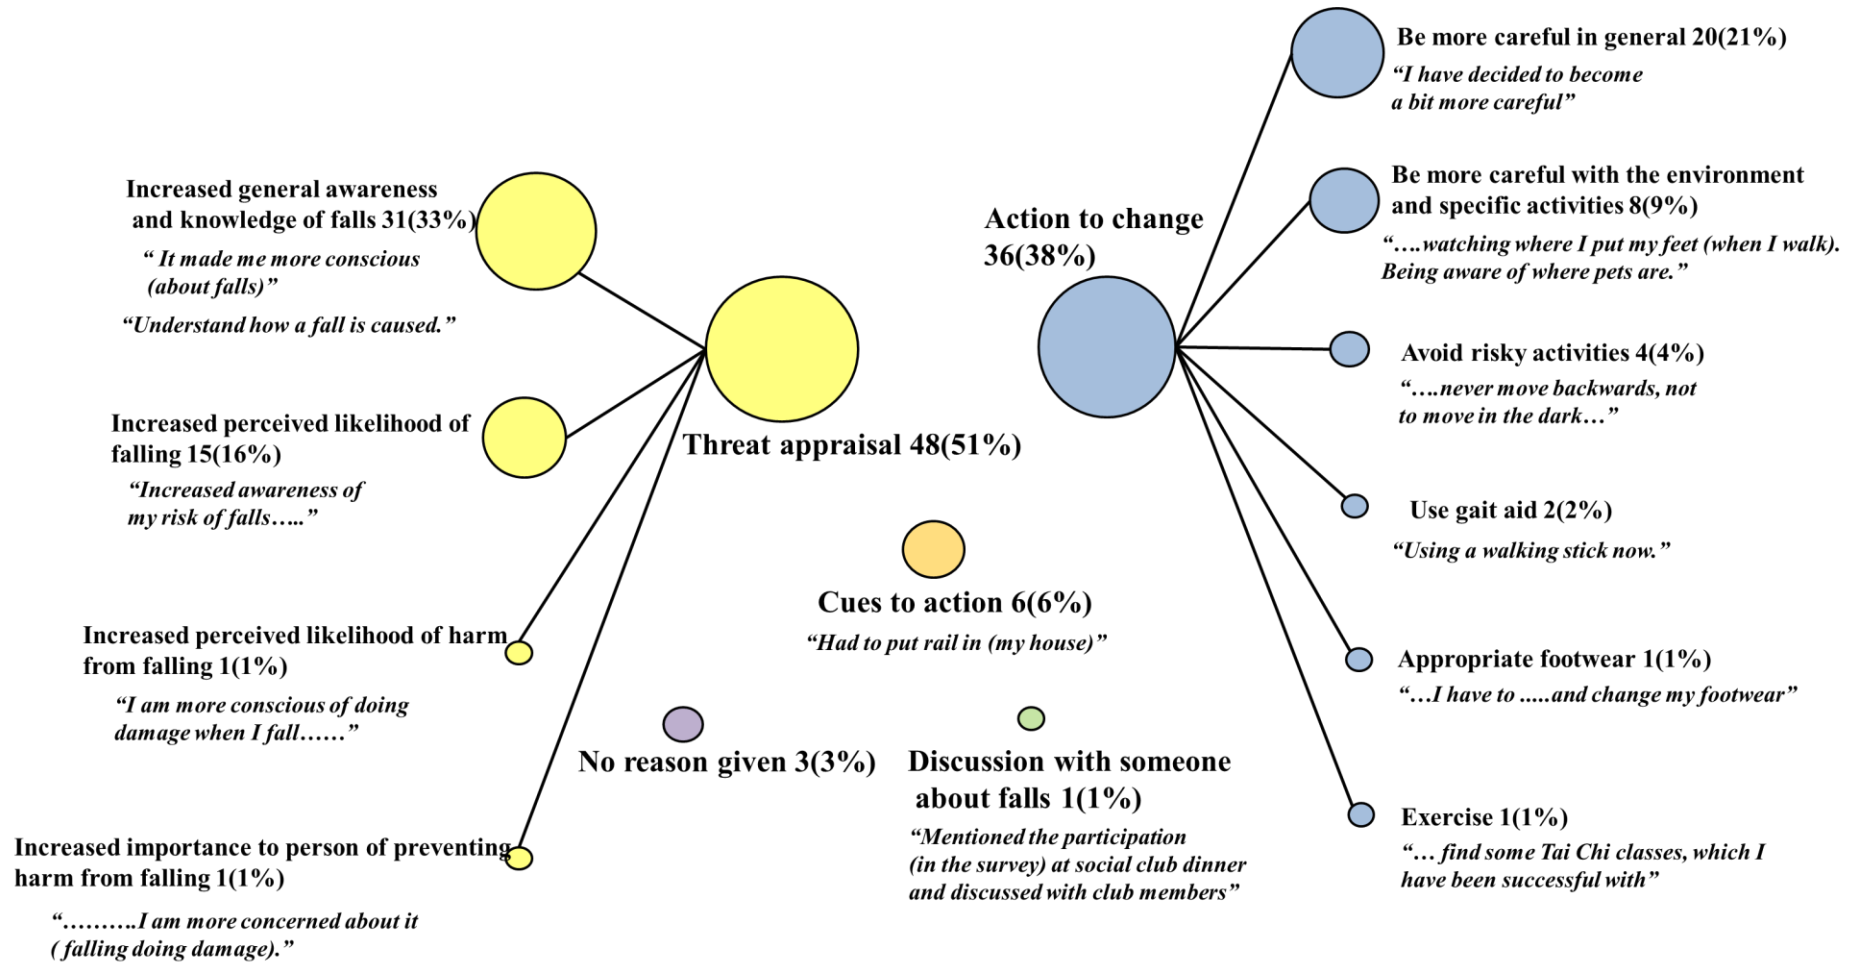 Increased general awareness
and knowledge of falls 31(33%)
“ It made me more conscious
(about falls)”
“Understand how a fall is caused.”
Increased perceived likelihood of
falling 15(16%)
“Increased awareness of
my risk of falls…..”
Increased perceived likelihood of harm
from falling 1(1%)
“I am more conscious of doing
damage when I fall……”
Increased importance to person of preventing
harm from falling 1(1%)
“……….I am more concerned about it
( falling doing damage).”
Threat appraisal 48(51%)
Cues to action 6(6%)
“Had to put rail in (my house)”
No reason given 3(3%)
Discussion with someone
about falls 1(1%)
“Mentioned the participation
(in the survey) at social club dinner
and discussed with club members”
Action to change
36(38%)
Be more careful in general 20(21%)
“I have decided to become
a bit more careful”
Be more careful with the environment
and specific activities 8(9%)
“….watching where I put my feet (when I walk).
Being aware of where pets are.”
Avoid risky activities 4(4%)
“….never move backwards, not
to move in the dark…”
Use gait aid 2(2%)
“Using a walking stick now.”
Appropriate footwear 1(1%)
“…I have to .....and change my footwear”
Exercise 1(1%)
“… find some Tai Chi classes, which I
have been successful with”